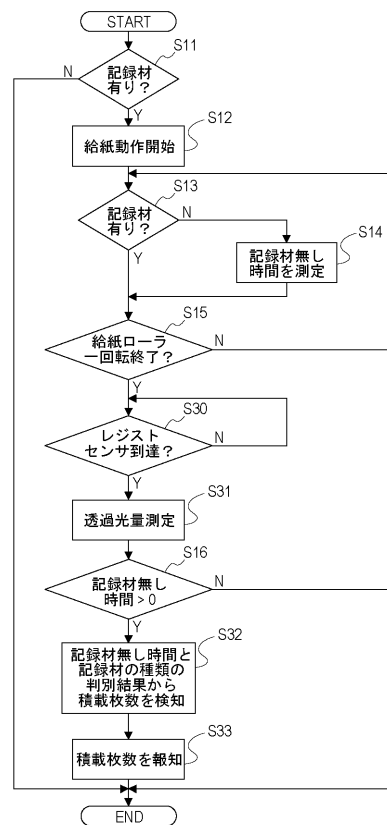 START
S11
記録材
有り？
N
Y
S12
給紙動作開始
S13
記録材
有り？
N
Y
S14
記録材無し
時間を測定
S15
給紙ローラ
一回転終了？
N
Y
S30
レジスト
センサ到達？
N
Y
S31
透過光量測定
S16
記録材無し
時間>0
N
Y
S32
記録材無し時間と
記録材の種類の
判別結果から
積載枚数を検知
S33
積載枚数を報知
END